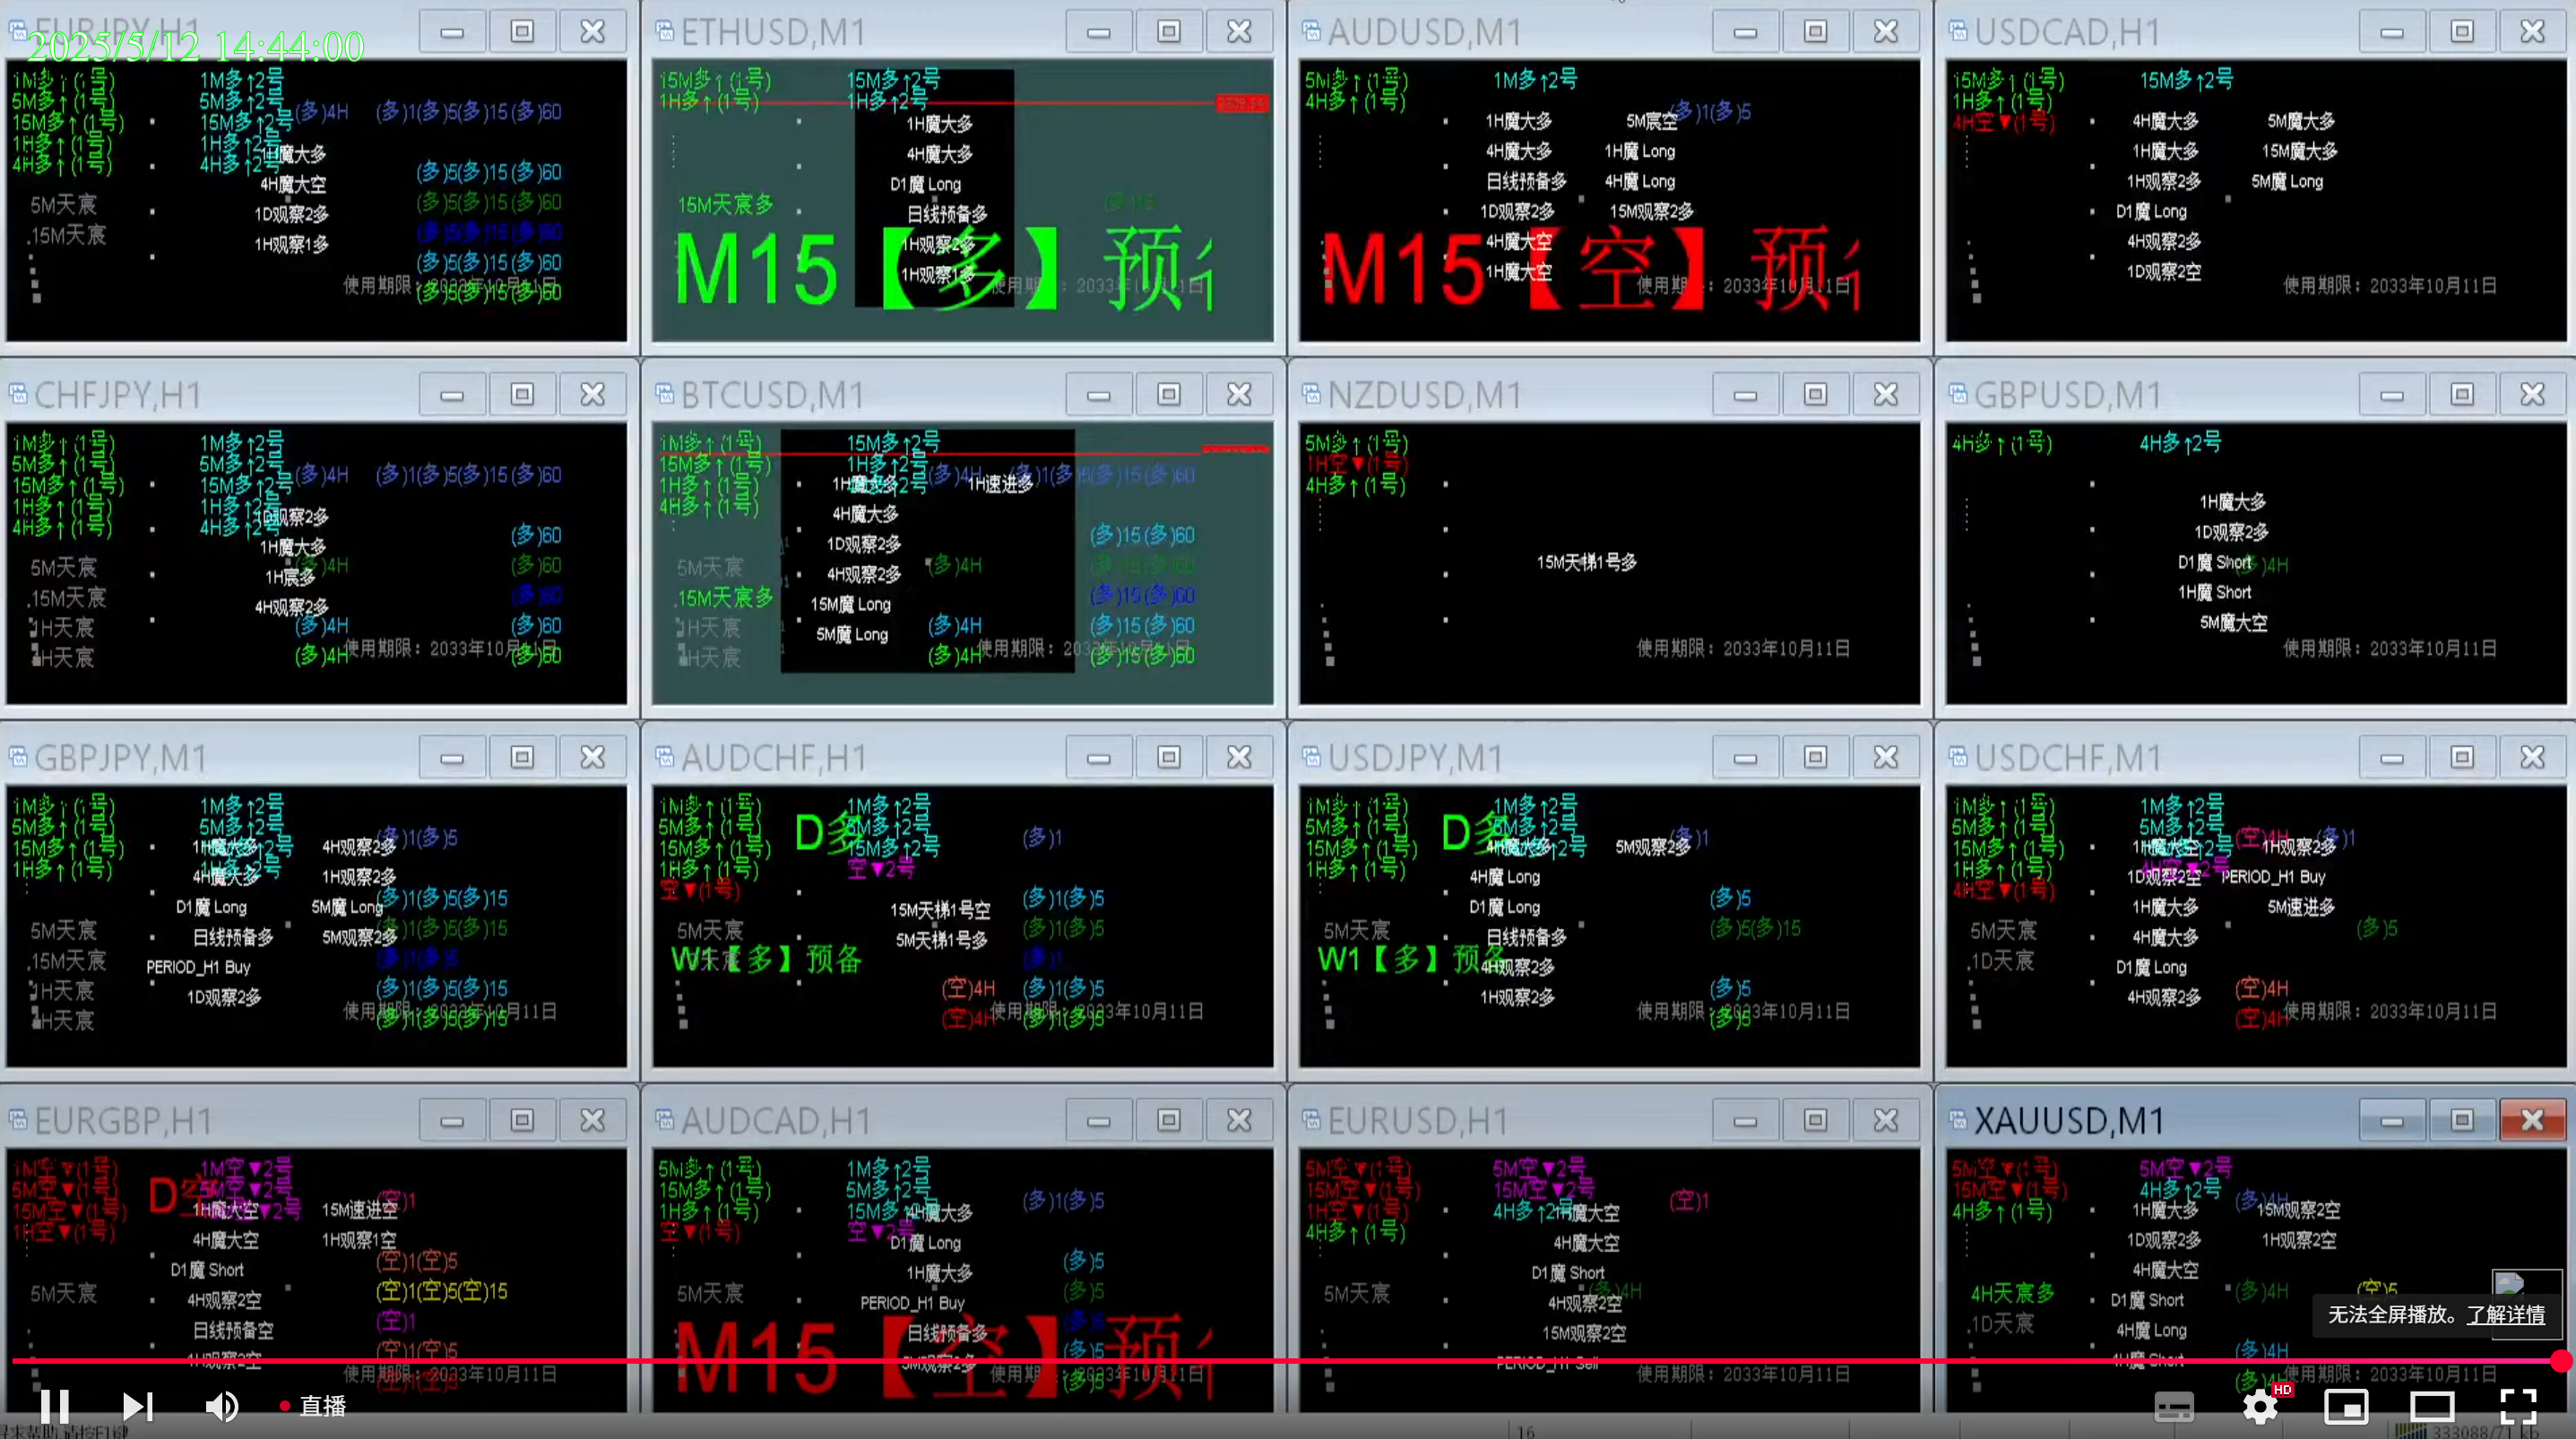 2025/5/12 14:44:00
EURJPY,H1
1M多↑(1号) 1M多↑2号
5M多↑(1号) 5M多↑2号 (多)4H (多)1(多)5(多)15(多)60
15M多↑(1号) 15M多↑2号
1H多↑(1号) 1H多↑2号
4H多↑(1号) 4H多↑2号
1H魔大多
4H魔大空 (多)5(多)15(多)60
5M天宸 1D观察2多 (多)5(多)15(多)60
.15M天宸 1H观察1多 (多)5(多)15(多)60
(多)5(多)15(多)60
使用期限: (多)5(多)15(多)60
ETHUSD,M1
15M多↑(1号) 15M多↑2号
1H多↑(1号) 1H多↑2号
1H魔大多
4H魔大多
D1魔 Long
15M天宸多 日线预备多
1H观察2多
1H观察1多
M15【多】预
AUDUSD,M1
5M多↑(1号) 1M多↑2号
4H多↑(1号) (多)1(多)5
1H魔大多 5M宸空
4H魔大多 1H魔 Long
日线预备多 4H魔 Long
1D观察2多 15M观察2多
4H魔大空
1H魔大空
M15【空】预
使用期限: 2033年10月11日
USDCAD,H1
15M多↑(1号) 15M多↑2号
1H多↑(1号)
4H空▼(1号)
4H魔大多 5M魔大多
1H魔大多 15M魔大多
1H观察2多 5M魔 Long
D1魔 Long
4H观察2多
1D观察2空
使用期限: 2033年10月11日
CHFJPY,H1
1M多↑(1号) 1M多↑2号
5M多↑(1号) 5M多↑2号 (多)4H (多)1(多)5(多)15(多)60
15M多↑(1号) 15M多↑2号
1H多↑(1号) 1H多↑2号
4H多↑(1号) 4H多↑2号
1D观察2多 (多)60
1H魔大多
5M天宸 (多)4H (多)60
1H宸多
.15M天宸 (多)60
4H观察2多
1H天宸 (多)4H (多)60
4H天宸 (多)4H (多)60
使用期限: 2033年10月11日
BTCUSD,M1
1M多↑(1号) 15M多↑2号
15M多↑(1号) 1H多↑2号 (多)4H (多)1(多)5(多)15(多)60
1H多↑(1号) 4H多↑2号
4H多↑(1号)
1H魔大多 1H速进多
4H魔大多 (多)15(多)60
1D观察2多
5M天宸 4H观察2多 (多)4H (多)15(多)60
.15M天宸多 15M魔 Long (多)15(多)60
1H天宸 5M魔 Long (多)4H (多)15(多)60
4H天宸 (多)4H (多)15(多)60
使用期限: 2033年10月11日
NZDUSD,M1
5M多↑(1号)
1H空▼(1号)
4H多↑(1号)
15M天梯1号多
使用期限: 2033年10月11日
GBPUSD,M1
4H多↑(1号) 4H多↑2号
1H魔大多
1D观察2多
D1魔 Short (多)4H
1H魔 Short
5M魔大空
使用期限: 2033年10月11日
GBPJPY,M1
1M多↑(1号) 1M多↑2号
5M多↑(1号) 5M多↑2号 (多)1(多)5
15M多↑(1号) 15M多↑2号
1H多↑(1号) 1H多↑2号
1H魔大多 4H观察2多
4H魔大多 1H观察2多
D1魔 Long 5M魔 Long (多)1(多)5(多)15
5M天宸 日线预备多 5M观察2多 (多)1(多)5(多)15
.15M天宸 PERIOD_H1 Buy (多)1(多)5
1H天宸 1D观察2多 (多)1(多)5(多)15
4H天宸 (多)1(多)5(多)15
使用期限: 2033年10月11日
AUDCHF,H1
1M多↑(1号) 1M多↑2号
5M多↑(1号) D多 5M多↑2号 (多)1
15M多↑(1号) 15M多↑2号
1H多↑(1号) 空▼2号
空▼(1号)
15M天梯1号空 (多)1(多)5
5M天宸 5M天梯1号多 (多)1(多)5
W1【多】预备 (多)1
(空)4H (多)1(多)5
(空)4H (多)1(多)5
使用期限: 2033年10月11日
USDJPY,M1
1M多↑(1号) 1M多↑2号
5M多↑(1号) D多 5M多↑2号 (多)1
15M多↑(1号) 15M多↑2号
1H多↑(1号)
4H魔大多 5M观察2多
4H魔 Long
D1魔 Long (多)5
5M天宸 日线预备多 (多)5(多)15
W1【多】预备 4H观察2多
1H观察2多 (多)5
使用期限: (多)5 2033年10月11日
USDCHF,M1
1M多↑(1号) 1M多↑2号
5M多↑(1号) 5M多↑2号 (空)4H (多)1
15M多↑(1号) 15M多↑2号
1H多↑(1号) 4H空▼2号
4H空▼(1号)
1H魔大空 1H观察2多
1D观察2空 PERIOD_H1 Buy
1H魔大多 5M速进多
5M天宸 4H魔大多 (多)5
.1D天宸 D1魔 Long
4H观察2多 (空)4H
(空)4H
使用期限: 2033年10月11日
EURGBP,H1
1M空▼(1号) 1M空▼2号
5M空▼(1号) D空 5M空▼2号 (空)1
15M空▼(1号) 15M空▼2号
1H空▼(1号)
1H魔大空 15M速进空
4H魔大空 1H观察1空
D1魔 Short (空)1(空)5
5M天宸 4H观察2空 (空)1(空)5(空)15
日线预备空 (空)1
1H观察2空 (空)1(空)5
使用期限: 2033年10月11日
AUDCAD,H1
5M多↑(1号) 1M多↑2号
15M多↑(1号) 5M多↑2号 (多)1(多)5
1H多↑(1号) 15M多↑2号
空▼(1号) 空▼2号
4H魔大多
D1魔 Long
1H魔大多 (多)5
5M天宸 PERIOD_H1 Buy (多)5
日线预备多 (多)5
5M观察2多 (多)5
M15【空】预
(多)5
EURUSD,H1
5M空▼(1号) 5M空▼2号
15M空▼(1号) 15M空▼2号 (空)1
1H空▼(1号) 4H多↑2号
4H多↑(1号)
1H魔大空
4H魔大空
D1魔 Short
5M天宸 (多)4H
4H观察2空
15M观察2空
PERIOD_H1 Sell
使用期限: 2033年10月11日
XAUUSD,M1
5M空▼(1号) 5M空▼2号
15M空▼(1号) 4H多↑2号 (多)4H
4H多↑(1号)
1H魔大多 15M观察2空
1D观察2多 1H观察2空
4H魔大空
4H天宸多 D1魔 Short (多)4H (空)5
.1D天宸 4H魔 Long
4H魔 Short (多)4H
使用期限: 2033年10月11日
无法全屏播放。了解详情
直播
HD
16